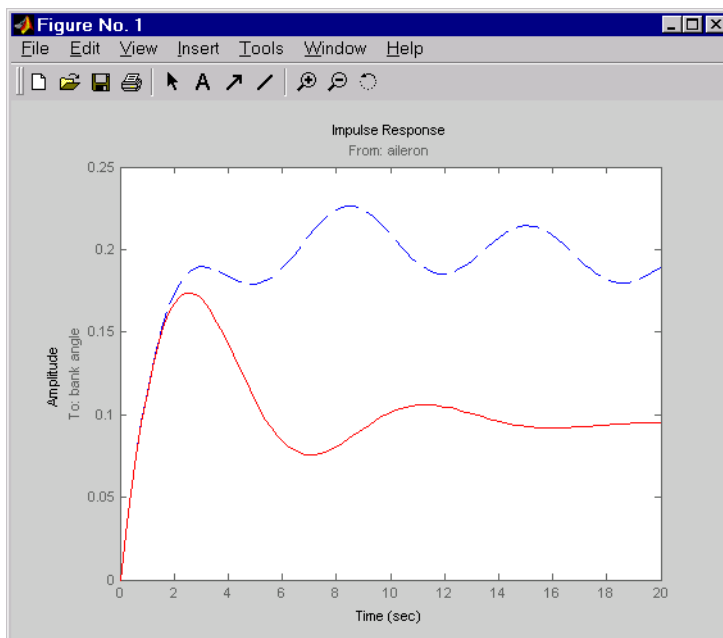 Figure No. 1
File Edit View Insert Tools Window Help
A
Impulse Response
From: aileron
0.25
0.2
0.15
0.1
0.05
0
Amplitude
To: bank angle
0 2 4 6 8 10 12 14 16 18 20
Time (sec)